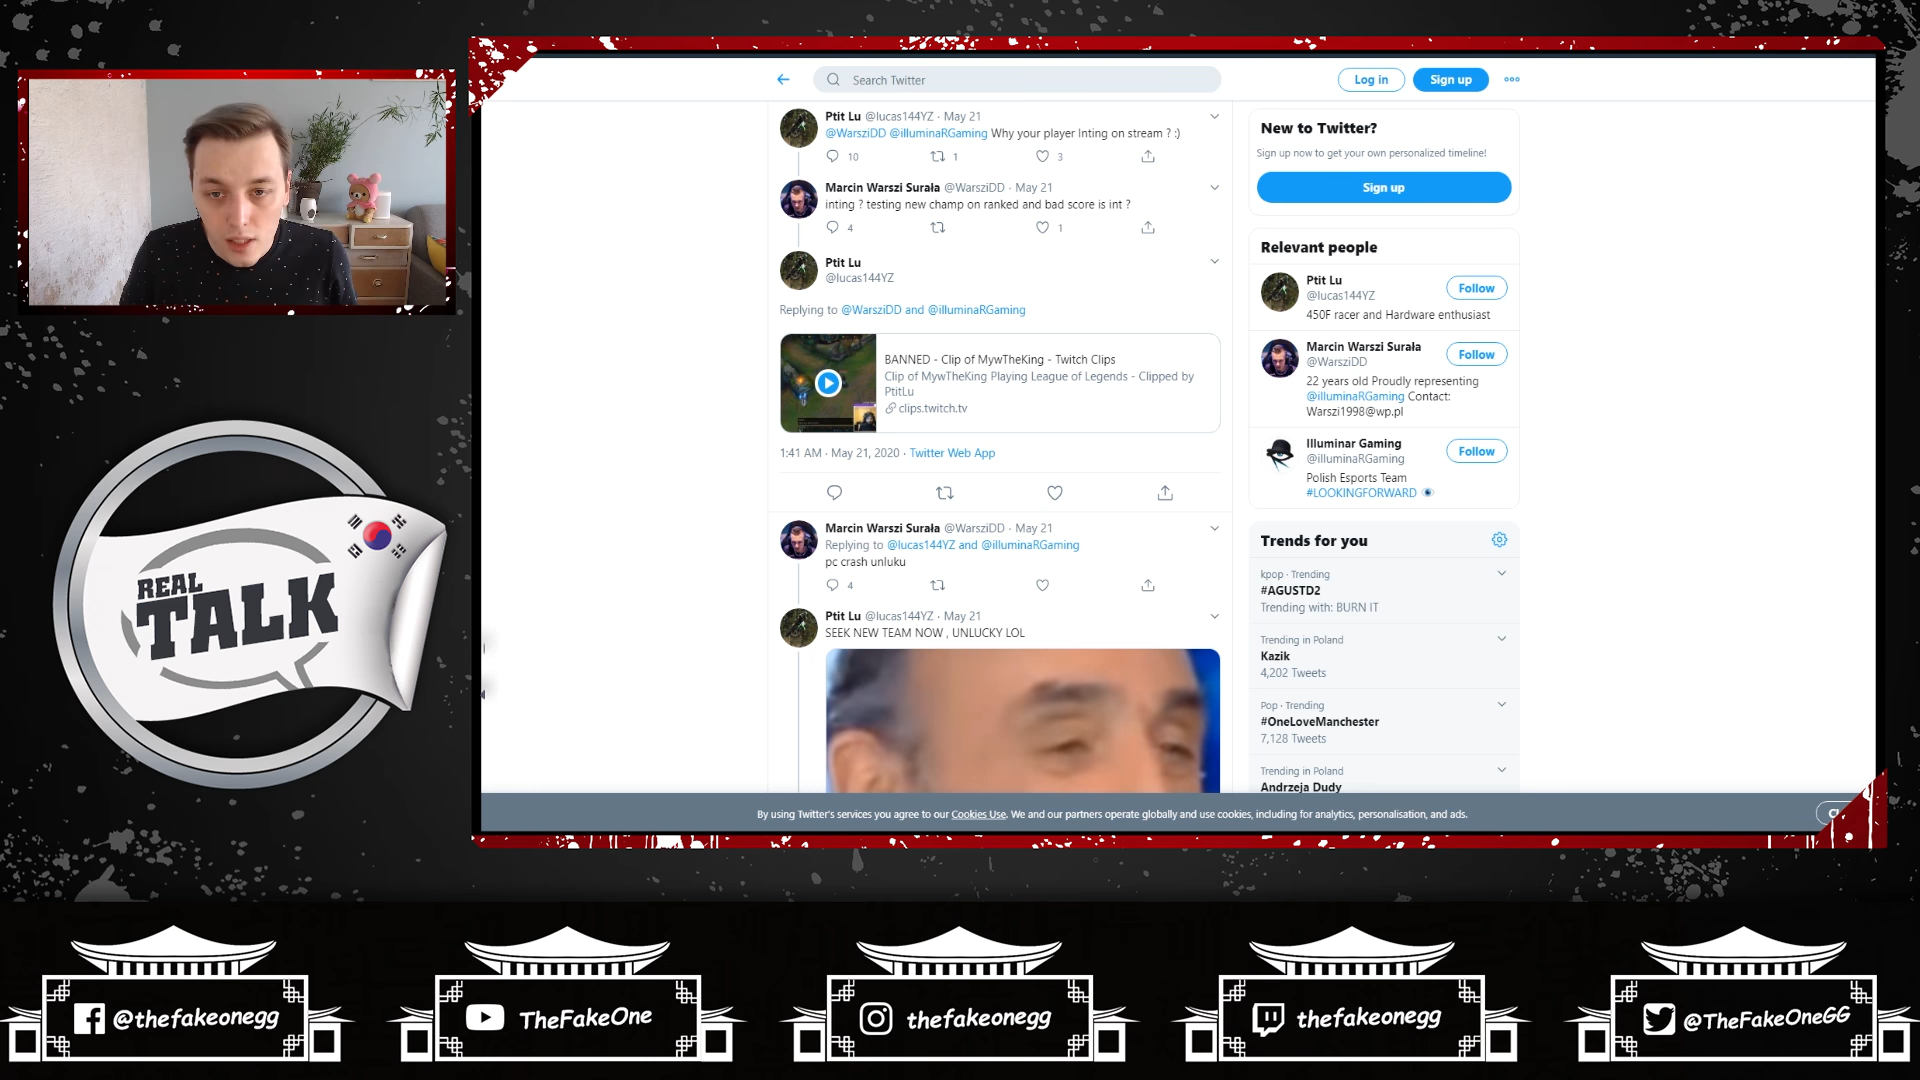 Search Twitter
Log in
Sign up
Ptit Lu @lucas144YZ · May 21
@WarsziDD @illuminaRGaming Why your player Inting on stream ? :)
10
1
3
Marcin Warszi Surała @WarsziDD · May 21
inting ? testing new champ on ranked and bad score is int ?
4
1
Ptit Lu
@lucas144YZ
Replying to @WarsziDD and @illuminaRGaming
BANNED - Clip of MywTheKing - Twitch Clips
Clip of MywTheKing Playing League of Legends - Clipped by
PtitLu
clips.twitch.tv
1:41 AM · May 21, 2020 · Twitter Web App
Marcin Warszi Surała @WarsziDD · May 21
Replying to @lucas144YZ and @illuminaRGaming
pc crash unluku
4
Ptit Lu @lucas144YZ · May 21
SEEK NEW TEAM NOW , UNLUCKY LOL
New to Twitter?
Sign up now to get your own personalized timeline!
Sign up
Relevant people
Ptit Lu
@lucas144YZ
Follow
450F racer and Hardware enthusiast
Marcin Warszi Surała
@WarsziDD
Follow
22 years old Proudly representing
@illuminaRGaming Contact:
Warszi1998@wp.pl
Illuminar Gaming
@illuminaRGaming
Follow
Polish Esports Team
#LOOKINGFORWARD
Trends for you
kpop · Trending
#AGUSTD2
Trending with: BURN IT
Trending in Poland
Kazik
4,202 Tweets
Pop · Trending
#OneLoveManchester
7,128 Tweets
Trending in Poland
Andrzeja Dudy
By using Twitter's services you agree to our Cookies Use. We and our partners operate globally and use cookies, including for analytics, personalisation, and ads.
REAL
TALK
@thefakeonegg
TheFakeOne
thefakeonegg
thefakeonegg
@TheFakeOneGG